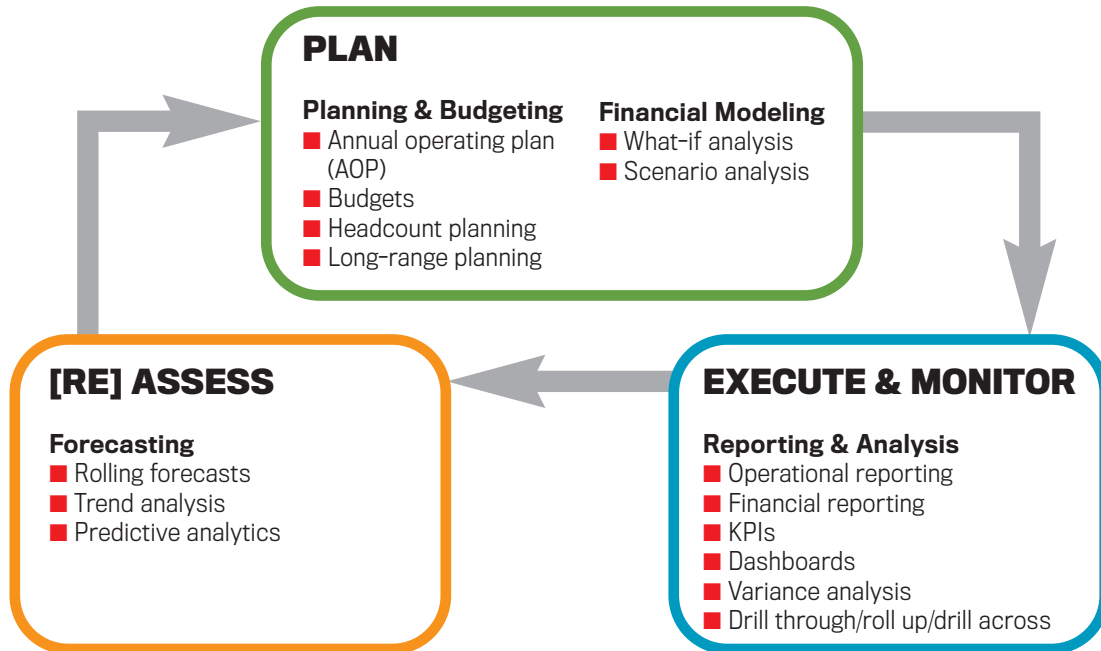 PLAN
Planning & Budgeting
Annual operating plan
(AOP)
Budgets
Headcount planning
Long-range planning
Financial Modeling
What-if analysis
Scenario analysis
[RE] ASSESS
Forecasting
Rolling forecasts
Trend analysis
Predictive analytics
EXECUTE & MONITOR
Reporting & Analysis
Operational reporting
Financial reporting
KPIs
Dashboards
Variance analysis
Drill through/roll up/drill across